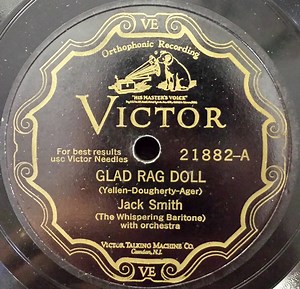 VE
Orthophonic Recording
"HIS MASTER'S VOICE"
VICTOR
For best results
use Victor Needles
21882-A
GLAD RAG DOLL
(Yellen-Dougherty-Ager)
Jack Smith
(The Whispering Baritone)
with orchestra
VICTOR TALKING MACHINE CO.
Camden, N.J.
VE